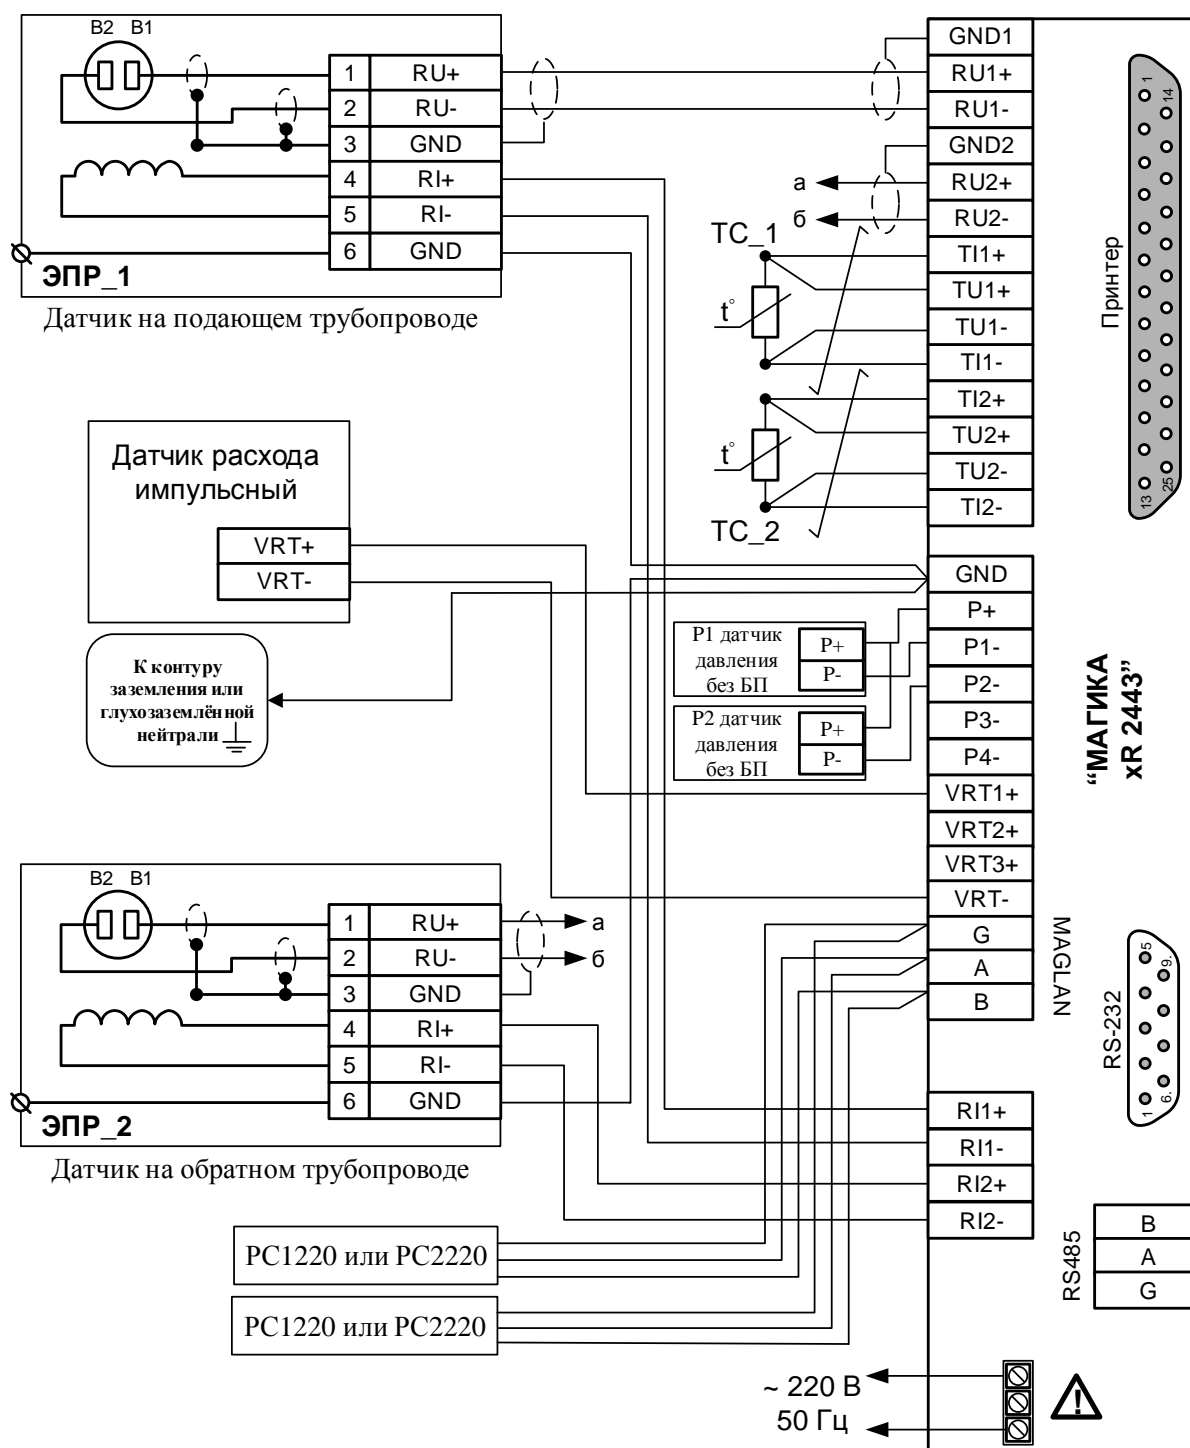 B2 B1
1 RU+
2 RU-
3 GND
4 RI+
5 RI-
6 GND
ЭПР_1
Датчик на подающем трубопроводе
GND1
RU1+
RU1-
GND2
а RU2+
б RU2-
TC_1
TI1+
TU1+
t° TU1-
TI1-
TI2+
TU2+
t° TU2-
TI2-
TC_2
1
14
13
25
Принтер
Датчик расхода
импульсный
VRT+
VRT-
К контуру
заземления или
глухозаземлённой
нейтрали
GND
P+
P1-
P2-
P3-
P4-
VRT1+
VRT2+
VRT3+
VRT-
G
A
B
P1 датчик
давления
без БП
P+
P-
P2 датчик
давления
без БП
P+
P-
“МАГИКА
xR 2443”
B2 B1
1 RU+ а
2 RU- б
3 GND
4 RI+
5 RI-
6 GND
ЭПР_2
Датчик на обратном трубопроводе
MAGLAN
RS-232
5
9.
1
6.
RI1+
RI1-
RI2+
RI2-
PC1220 или PC2220
PC1220 или PC2220
RS485
B
A
G
~ 220 В
50 Гц
!